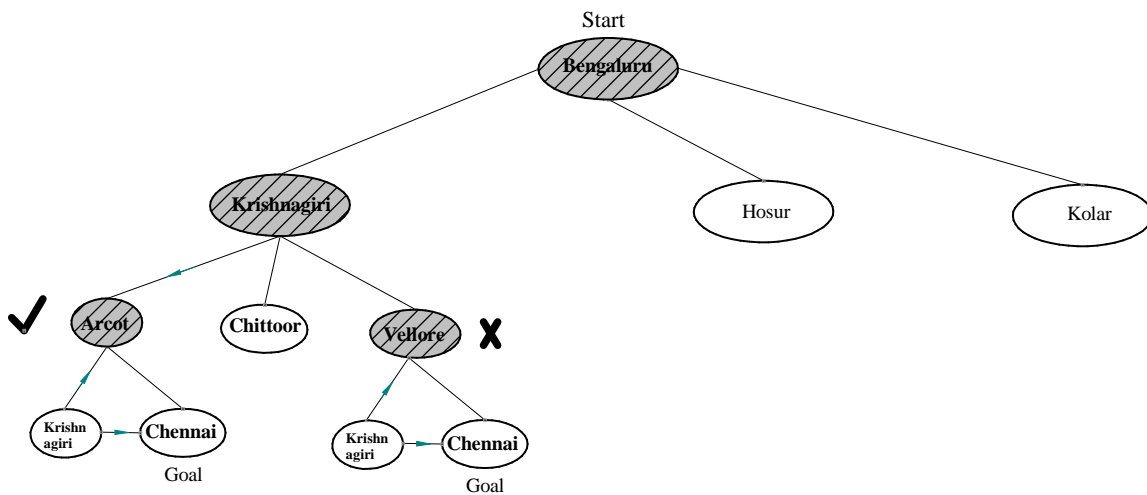 Start
Bengaluru
Krishnagiri
Hosur
Kolar
Arcot
Chittoor
Vellore
Krishn
agiri
Chennai
Goal
Krishn
agiri
Chennai
Goal